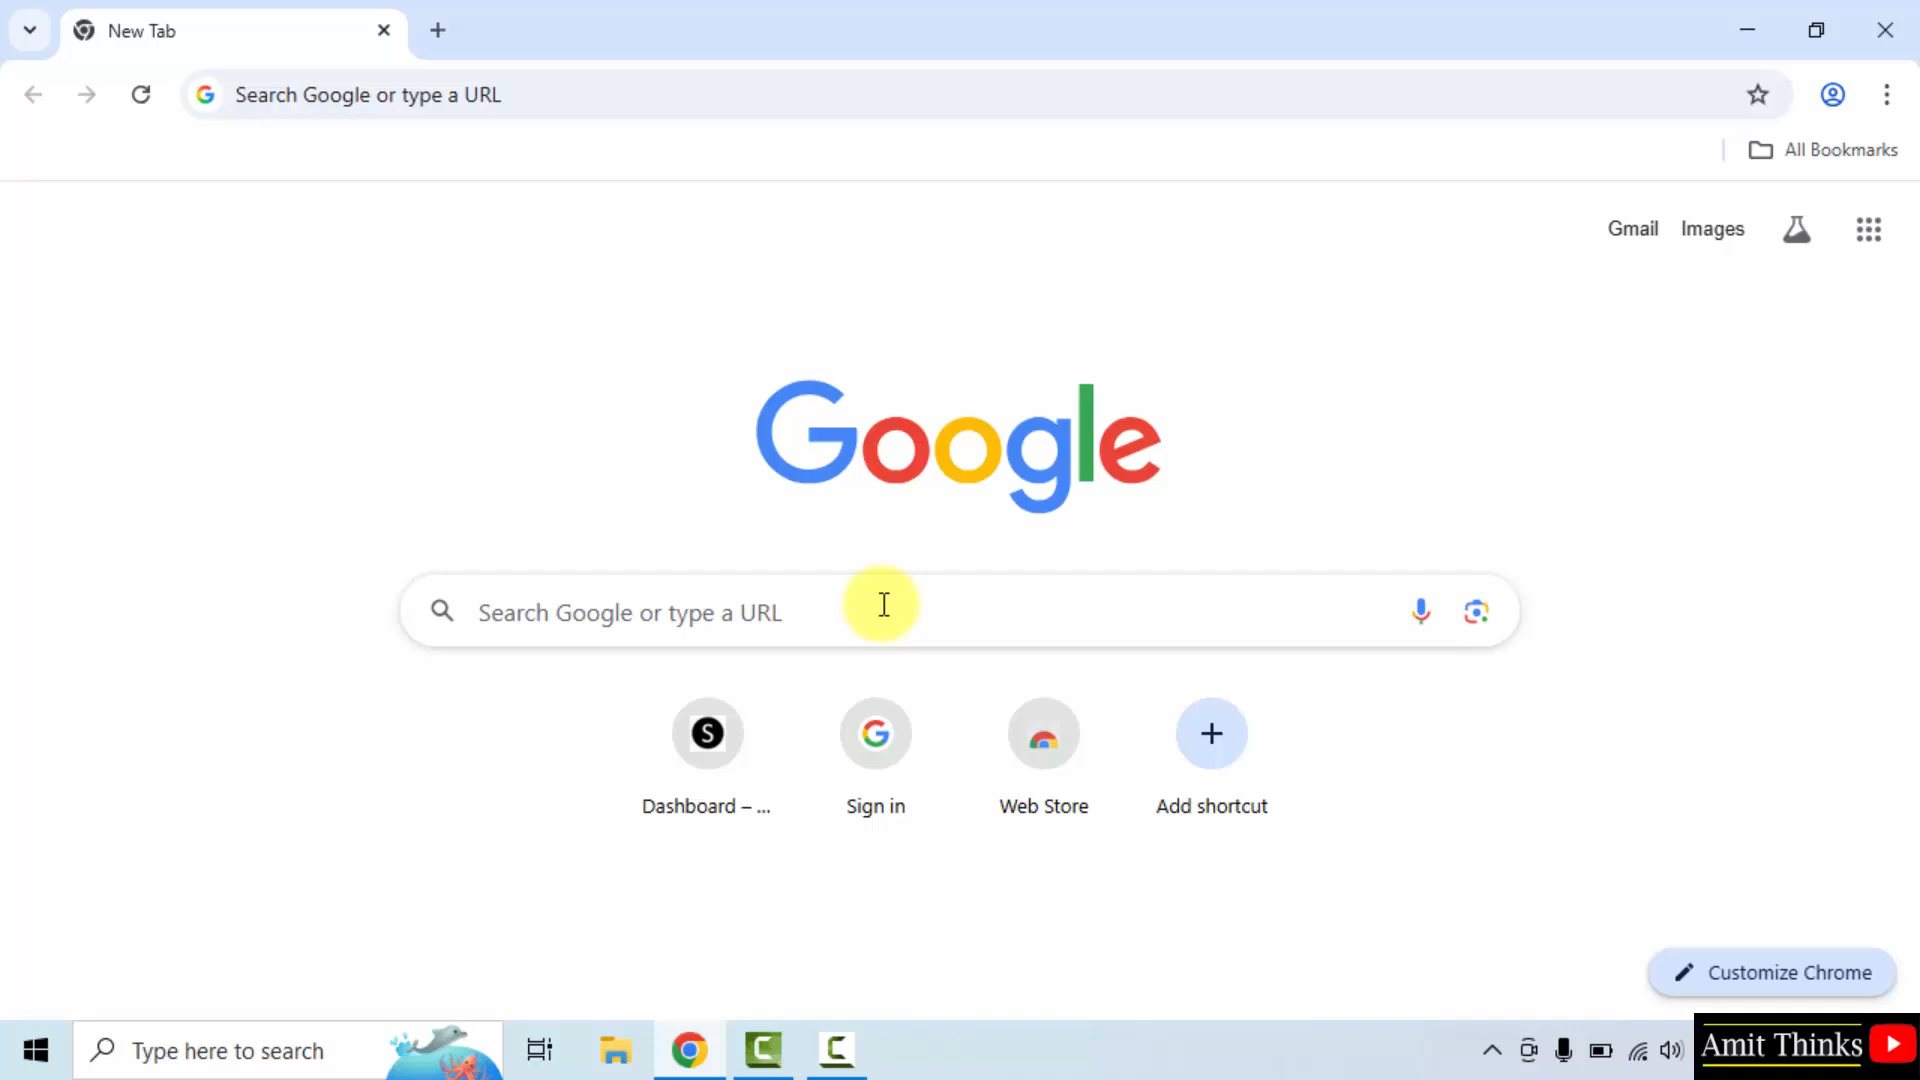 New Tab
Search Google or type a URL
All Bookmarks
Gmail Images
Google
Search Google or type a URL
S
Dashboard – ... Sign in Web Store Add shortcut
Customize Chrome
Type here to search
Amit Thinks